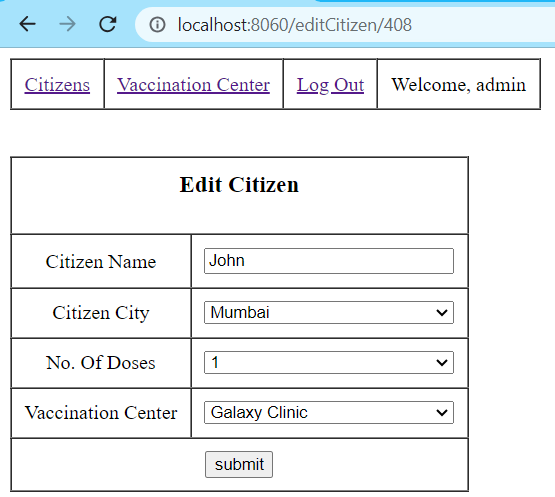 localhost:8060/editCitizen/408
Citizens Vaccination Center Log Out Welcome, admin
Edit Citizen
Citizen Name John
Citizen City Mumbai
No. Of Doses 1
Vaccination Center Galaxy Clinic
submit